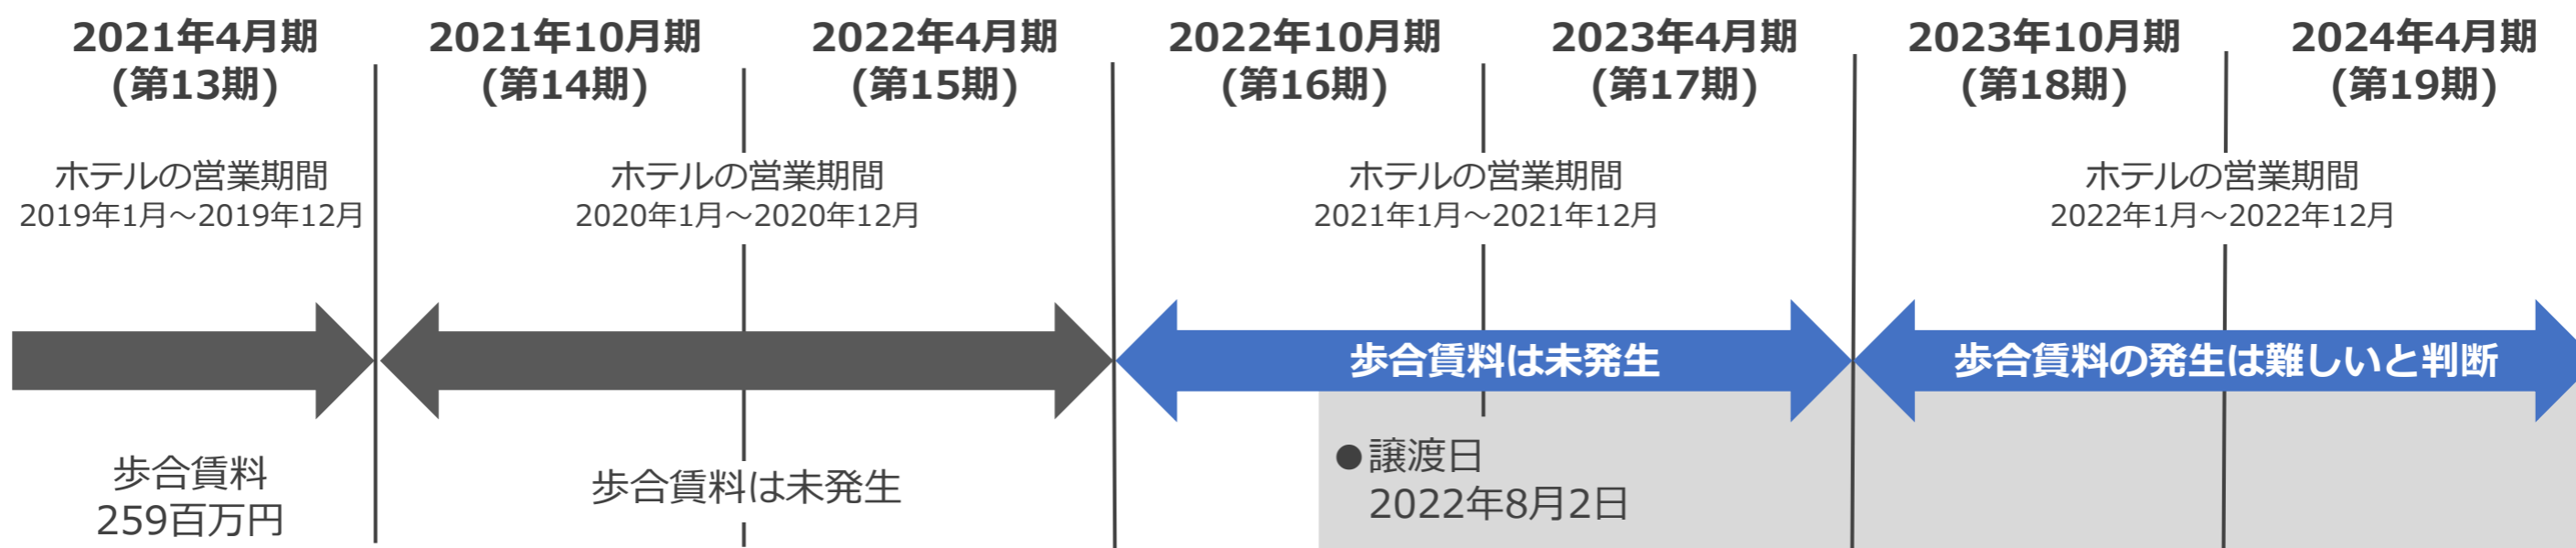 2021年4月期
(第13期)
2021年10月期
(第14期)
2022年4月期
(第15期)
2022年10月期
(第16期)
2023年4月期
(第17期)
2023年10月期
(第18期)
2024年4月期
(第19期)
ホテルの営業期間
2019年1月～2019年12月
ホテルの営業期間
2020年1月～2020年12月
ホテルの営業期間
2021年1月～2021年12月
ホテルの営業期間
2022年1月～2022年12月
歩合賃料は未発生
歩合賃料の発生は難しいと判断
歩合賃料
259百万円
歩合賃料は未発生
●譲渡日
2022年8月2日